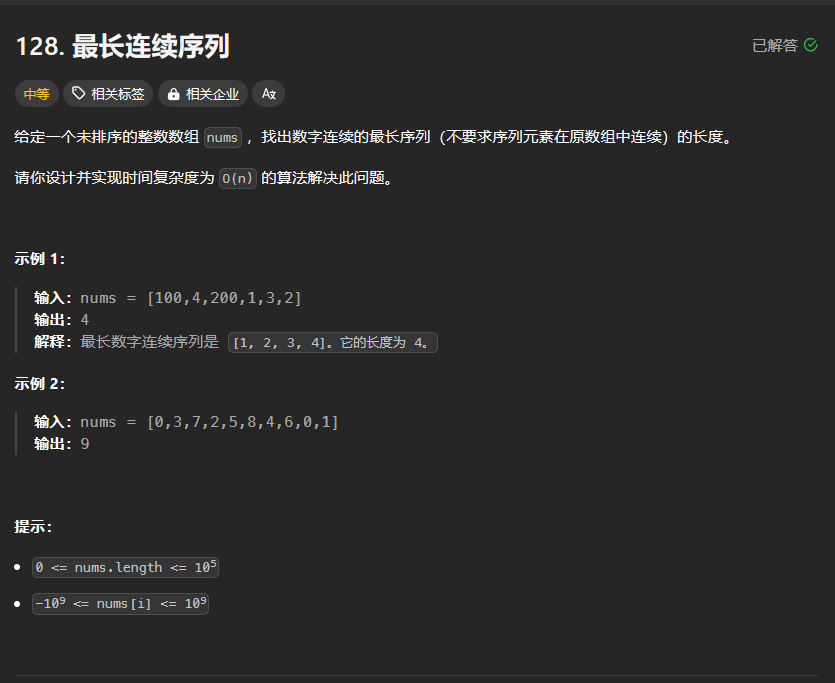 128. 最长连续序列
已解答
中等 相关标签 相关企业 Aあ
给定一个未排序的整数数组 nums ，找出数字连续的最长序列（不要求序列元素在原数组中连续）的长度。
请你设计并实现时间复杂度为 O(n) 的算法解决此问题。
示例 1：
输入：nums = [100,4,200,1,3,2]
输出：4
解释：最长数字连续序列是 [1, 2, 3, 4]。它的长度为 4。
示例 2：
输入：nums = [0,3,7,2,5,8,4,6,0,1]
输出：9
提示：
0 <= nums.length <= 10⁵
-10⁹ <= nums[i] <= 10⁹